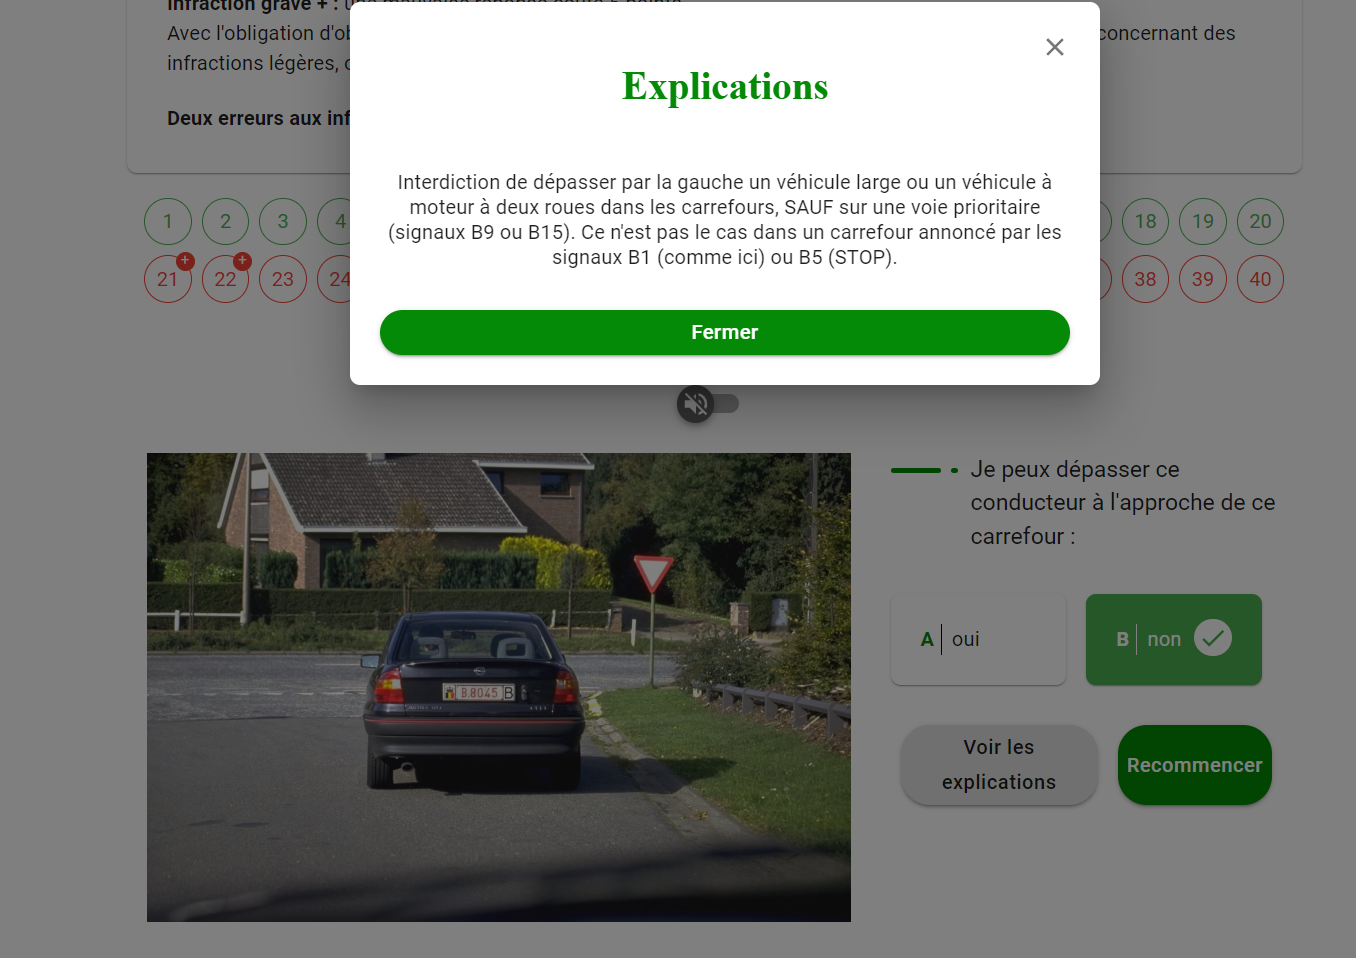 Infraction grave + :
Avec l'obligation d'ob
concernant des
infractions légères, c
Deux erreurs aux inf
Explications
Interdiction de dépasser par la gauche un véhicule large ou un véhicule à
moteur à deux roues dans les carrefours, SAUF sur une voie prioritaire
(signaux B9 ou B15). Ce n'est pas le cas dans un carrefour annoncé par les
signaux B1 (comme ici) ou B5 (STOP).
Fermer
1 2 3 4 18 19 20
21 + 22 + 23 24 38 39 40
B.8045 B
Je peux dépasser ce
conducteur à l'approche de ce
carrefour :
A oui
B non
Voir les
explications
Recommencer